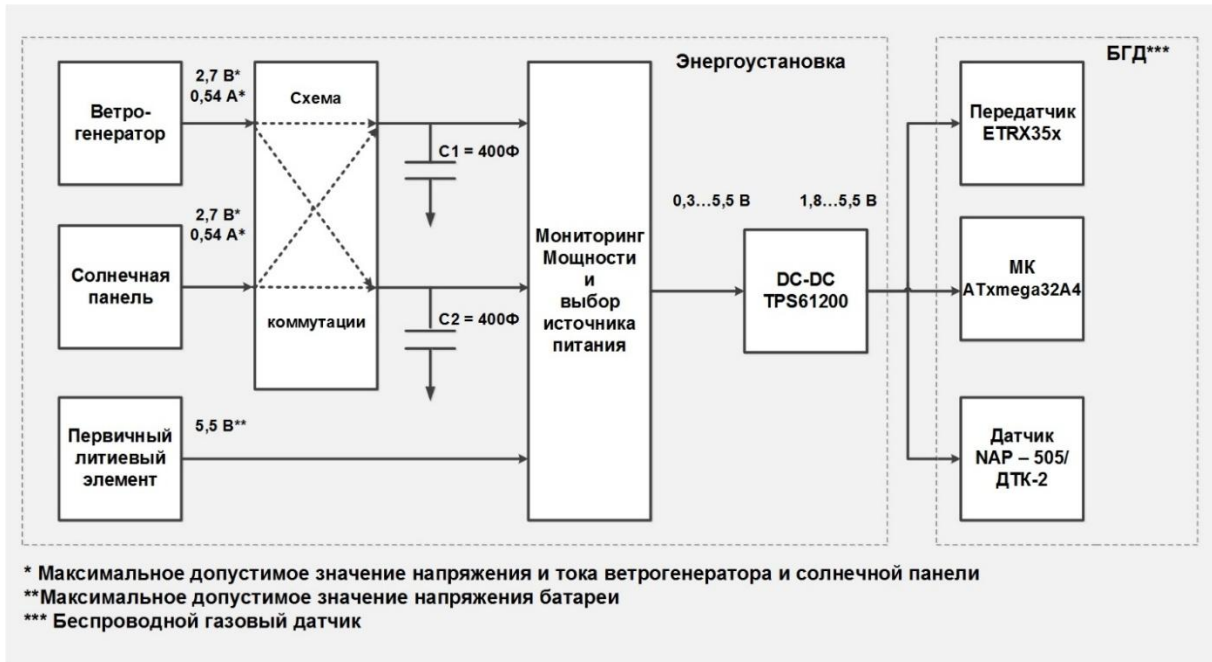 Энергоустановка
БГД***
Ветро-
генератор
2,7 В*
0,54 А*
Схема
коммутации
C1 = 400Ф
Солнечная
панель
2,7 В*
0,54 А*
C2 = 400Ф
Первичный
литиевый
элемент
5,5 В**
Мониторинг
Мощности
и
выбор
источника
питания
0,3...5,5 В
1,8...5,5 В
DC-DC
TPS61200
Передатчик
ETRX35x
МК
ATxmega32A4
Датчик
NAP – 505/
ДТК-2
* Максимальное допустимое значение напряжения и тока ветрогенератора и солнечной панели
**Максимальное допустимое значение напряжения батареи
*** Беспроводной газовый датчик